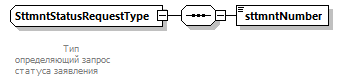 SttmntStatusRequestType
sttmntNumber
Тип
определяющий запрос
статуса заявления